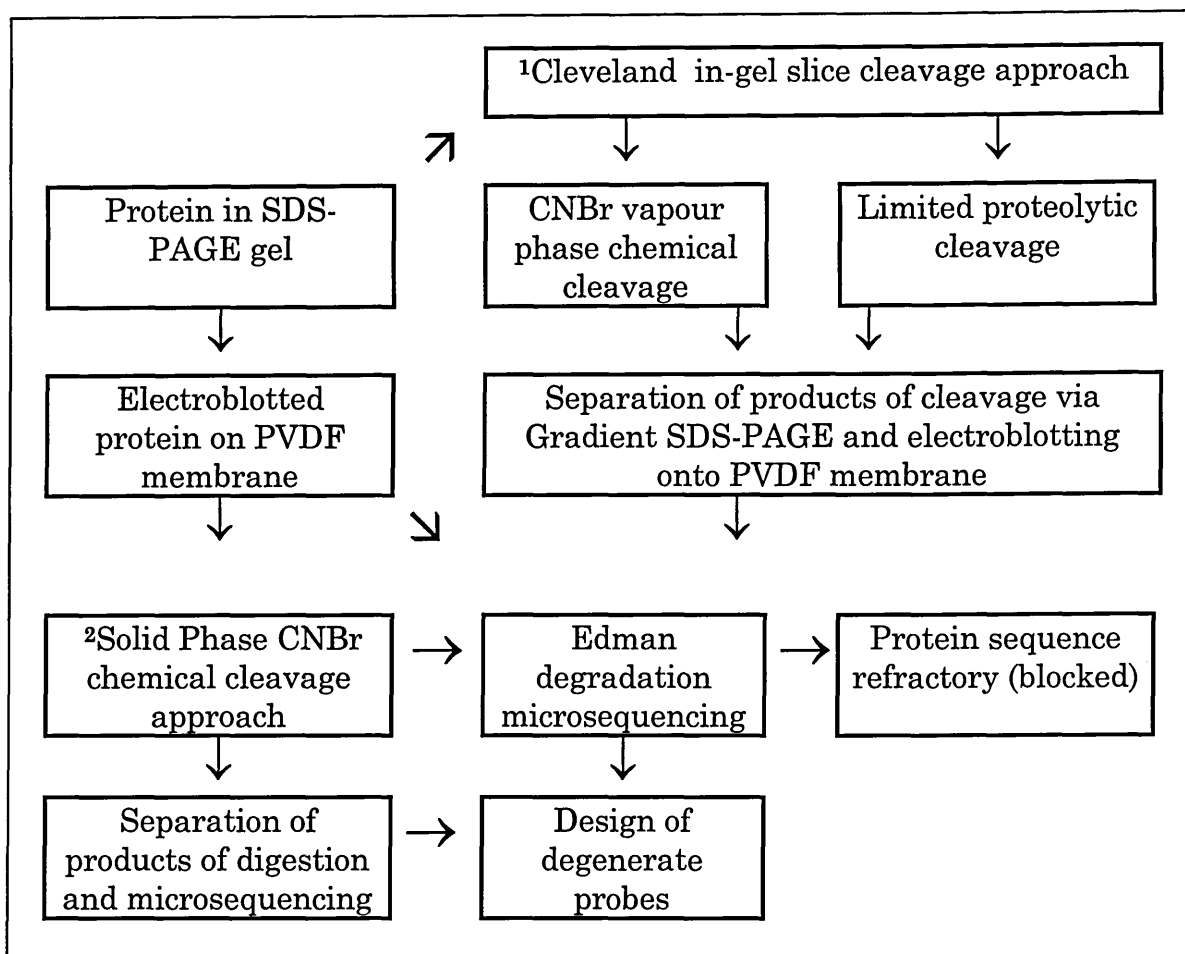 ¹Cleveland in-gel slice cleavage approach
Protein in SDS-
PAGE gel
CNBr vapour
phase chemical
cleavage
Limited proteolytic
cleavage
Electroblotted
protein on PVDF
membrane
Separation of products of cleavage via
Gradient SDS-PAGE and electroblotting
onto PVDF membrane
²Solid Phase CNBr
chemical cleavage
approach
Edman
degradation
microsequencing
Protein sequence
refractory (blocked)
Separation of
products of digestion
and microsequencing
Design of
degenerate
probes